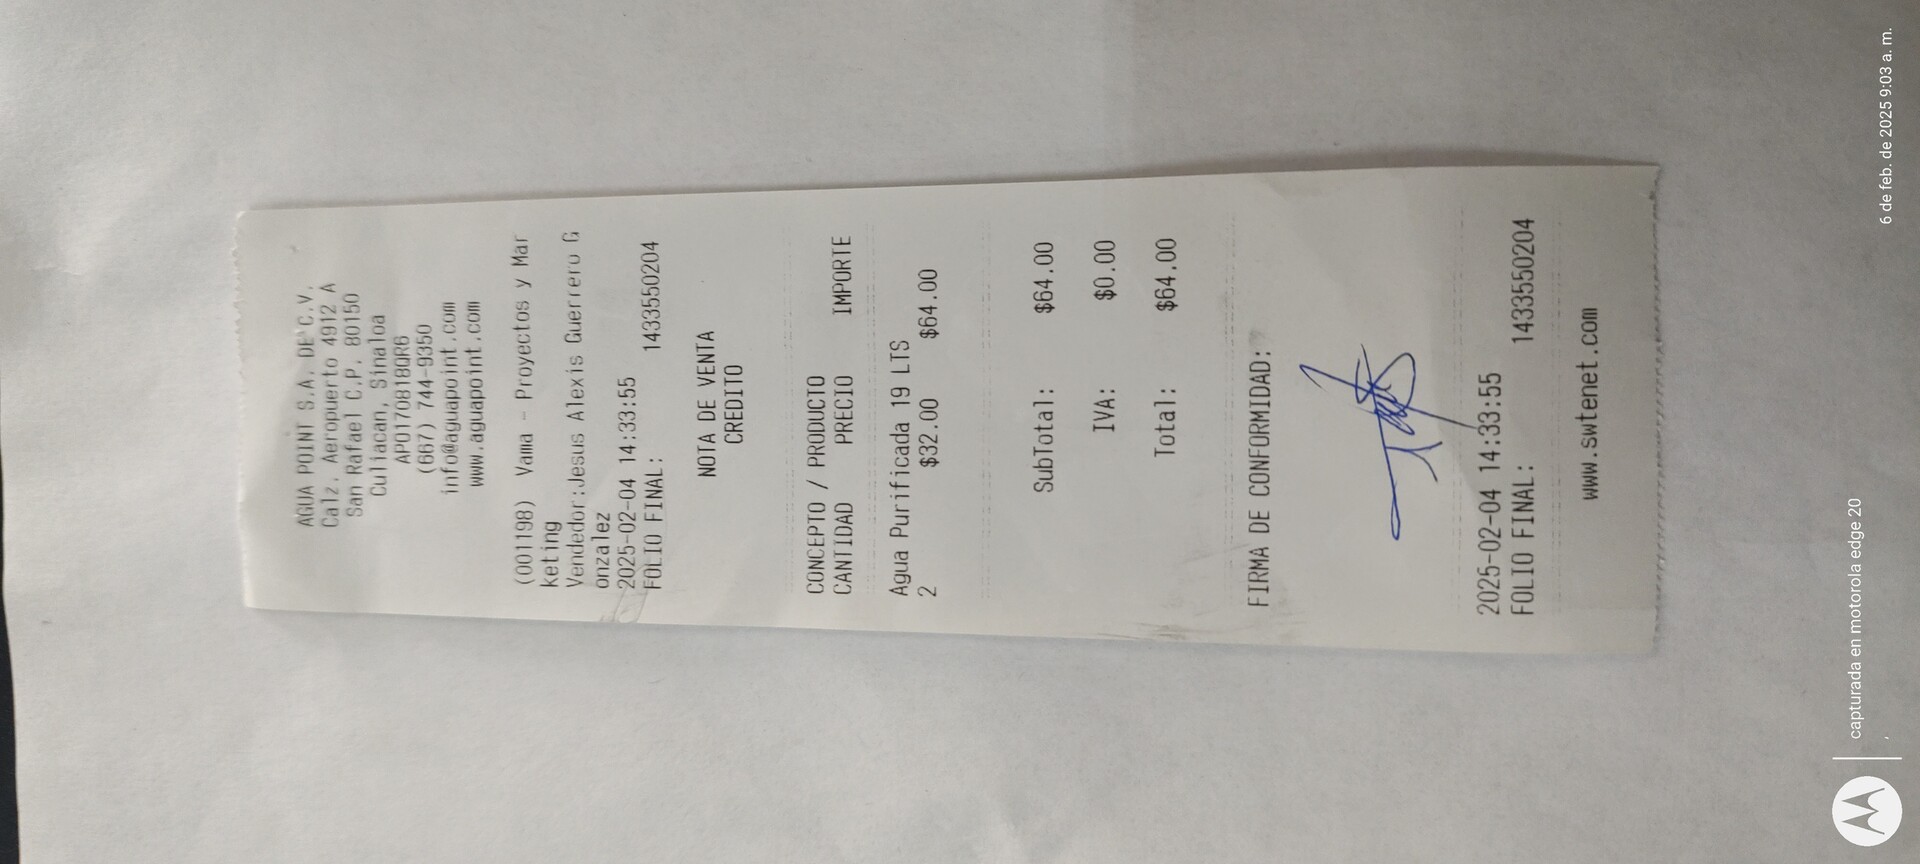 AGUA POINT S.A. DE C.V.
Calz. Aeropuerto 4912 A
San Rafael C.P. 80150
Culiacan, Sinaloa
APO170818QR6
(667) 744-9350
info@aguapoint.com
www.aguapoint.com
(001198) Vama - Proyectos y Mar
keting
Vendedor:Jesus Alexis Guerrero G
onzalez
2025-02-04 14:33:55
FOLIO FINAL: 1433550204
NOTA DE VENTA
CREDITO
CONCEPTO / PRODUCTO
CANTIDAD PRECIO IMPORTE
Agua Purificada 19 LTS
2 $32.00 $64.00
SubTotal: $64.00
IVA: $0.00
Total: $64.00
FIRMA DE CONFORMIDAD:
2025-02-04 14:33:55
FOLIO FINAL: 1433550204
www.swtenet.com
capturada en motorola edge 20
6 de feb. de 2025 9:03 a. m.